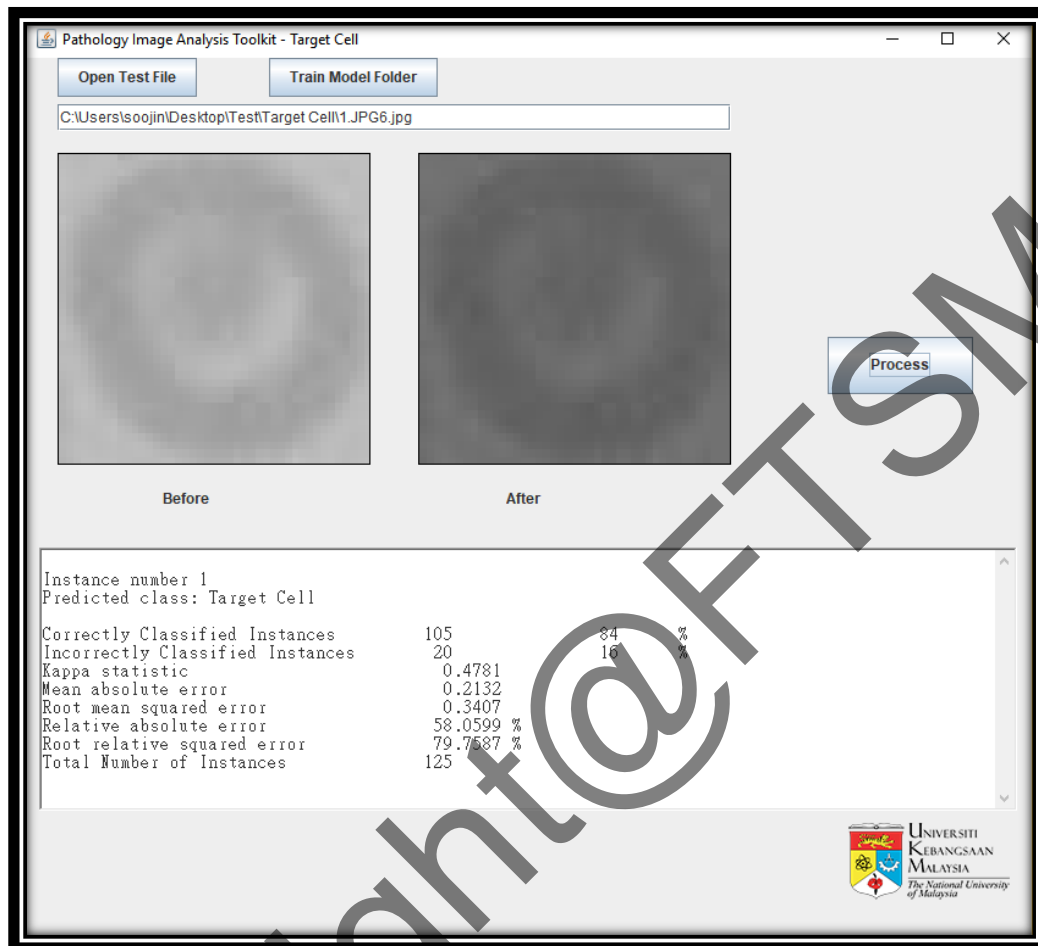 Pathology Image Analysis Toolkit - Target Cell
Open Test File Train Model Folder
C:\Users\soojin\Desktop\Test\Target Cell\1.JPG6.jpg
Process
Before After
Instance number 1
Predicted class: Target Cell
Correctly Classified Instances 105 84 %
Incorrectly Classified Instances 20 16 %
Kappa statistic 0.4781
Mean absolute error 0.2132
Root mean squared error 0.3407
Relative absolute error 58.0599 %
Root relative squared error 79.7587 %
Total Number of Instances 125
UNIVERSITI
KEBANGSAAN
MALAYSIA
The National University
of Malaysia
ght@FTSM